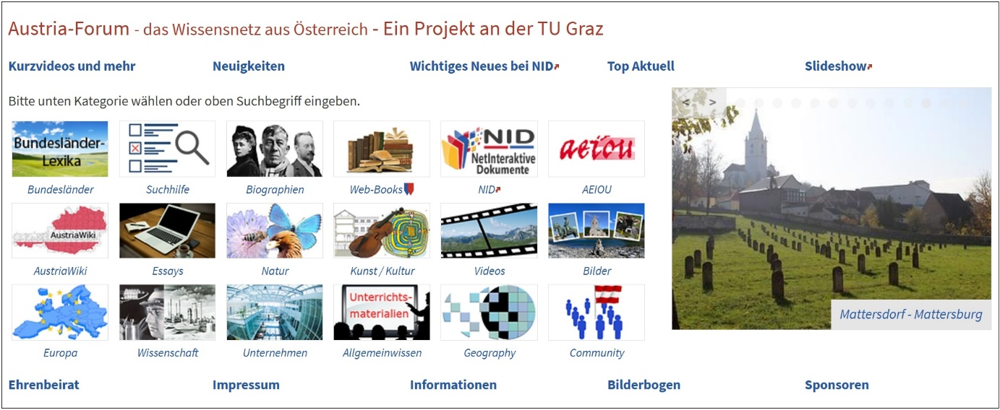 Austria-Forum - das Wissensnetz aus Österreich - Ein Projekt an der TU Graz
Kurzvideos und mehr
Neuigkeiten
Wichtiges Neues bei NID
Top Aktuell
Slideshow
Bitte unten Kategorie wählen oder oben Suchbegriff eingeben.
< >
Bundesländer-
Lexika
NID
NetInteraktive
Dokumente
aeiou
Bundesländer
Suchhilfe
Biographien
Web-Books
NID
AEIOU
AustriaWiki
AustriaWiki
Essays
Natur
Kunst / Kultur
Videos
Bilder
Unterrichts-
materialien
Mattersdorf - Mattersburg
Europa
Wissenschaft
Unternehmen
Allgemeinwissen
Geography
Community
Ehrenbeirat
Impressum
Informationen
Bilderbogen
Sponsoren